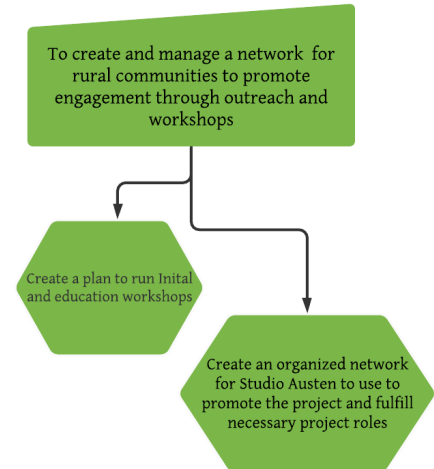 To create and manage a network for
rural communities to promote
engagement through outreach and
workshops
Create a plan to run Inital
and education workshops
Create an organized network
for Studio Austen to use to
promote the project and fulfill
necessary project roles